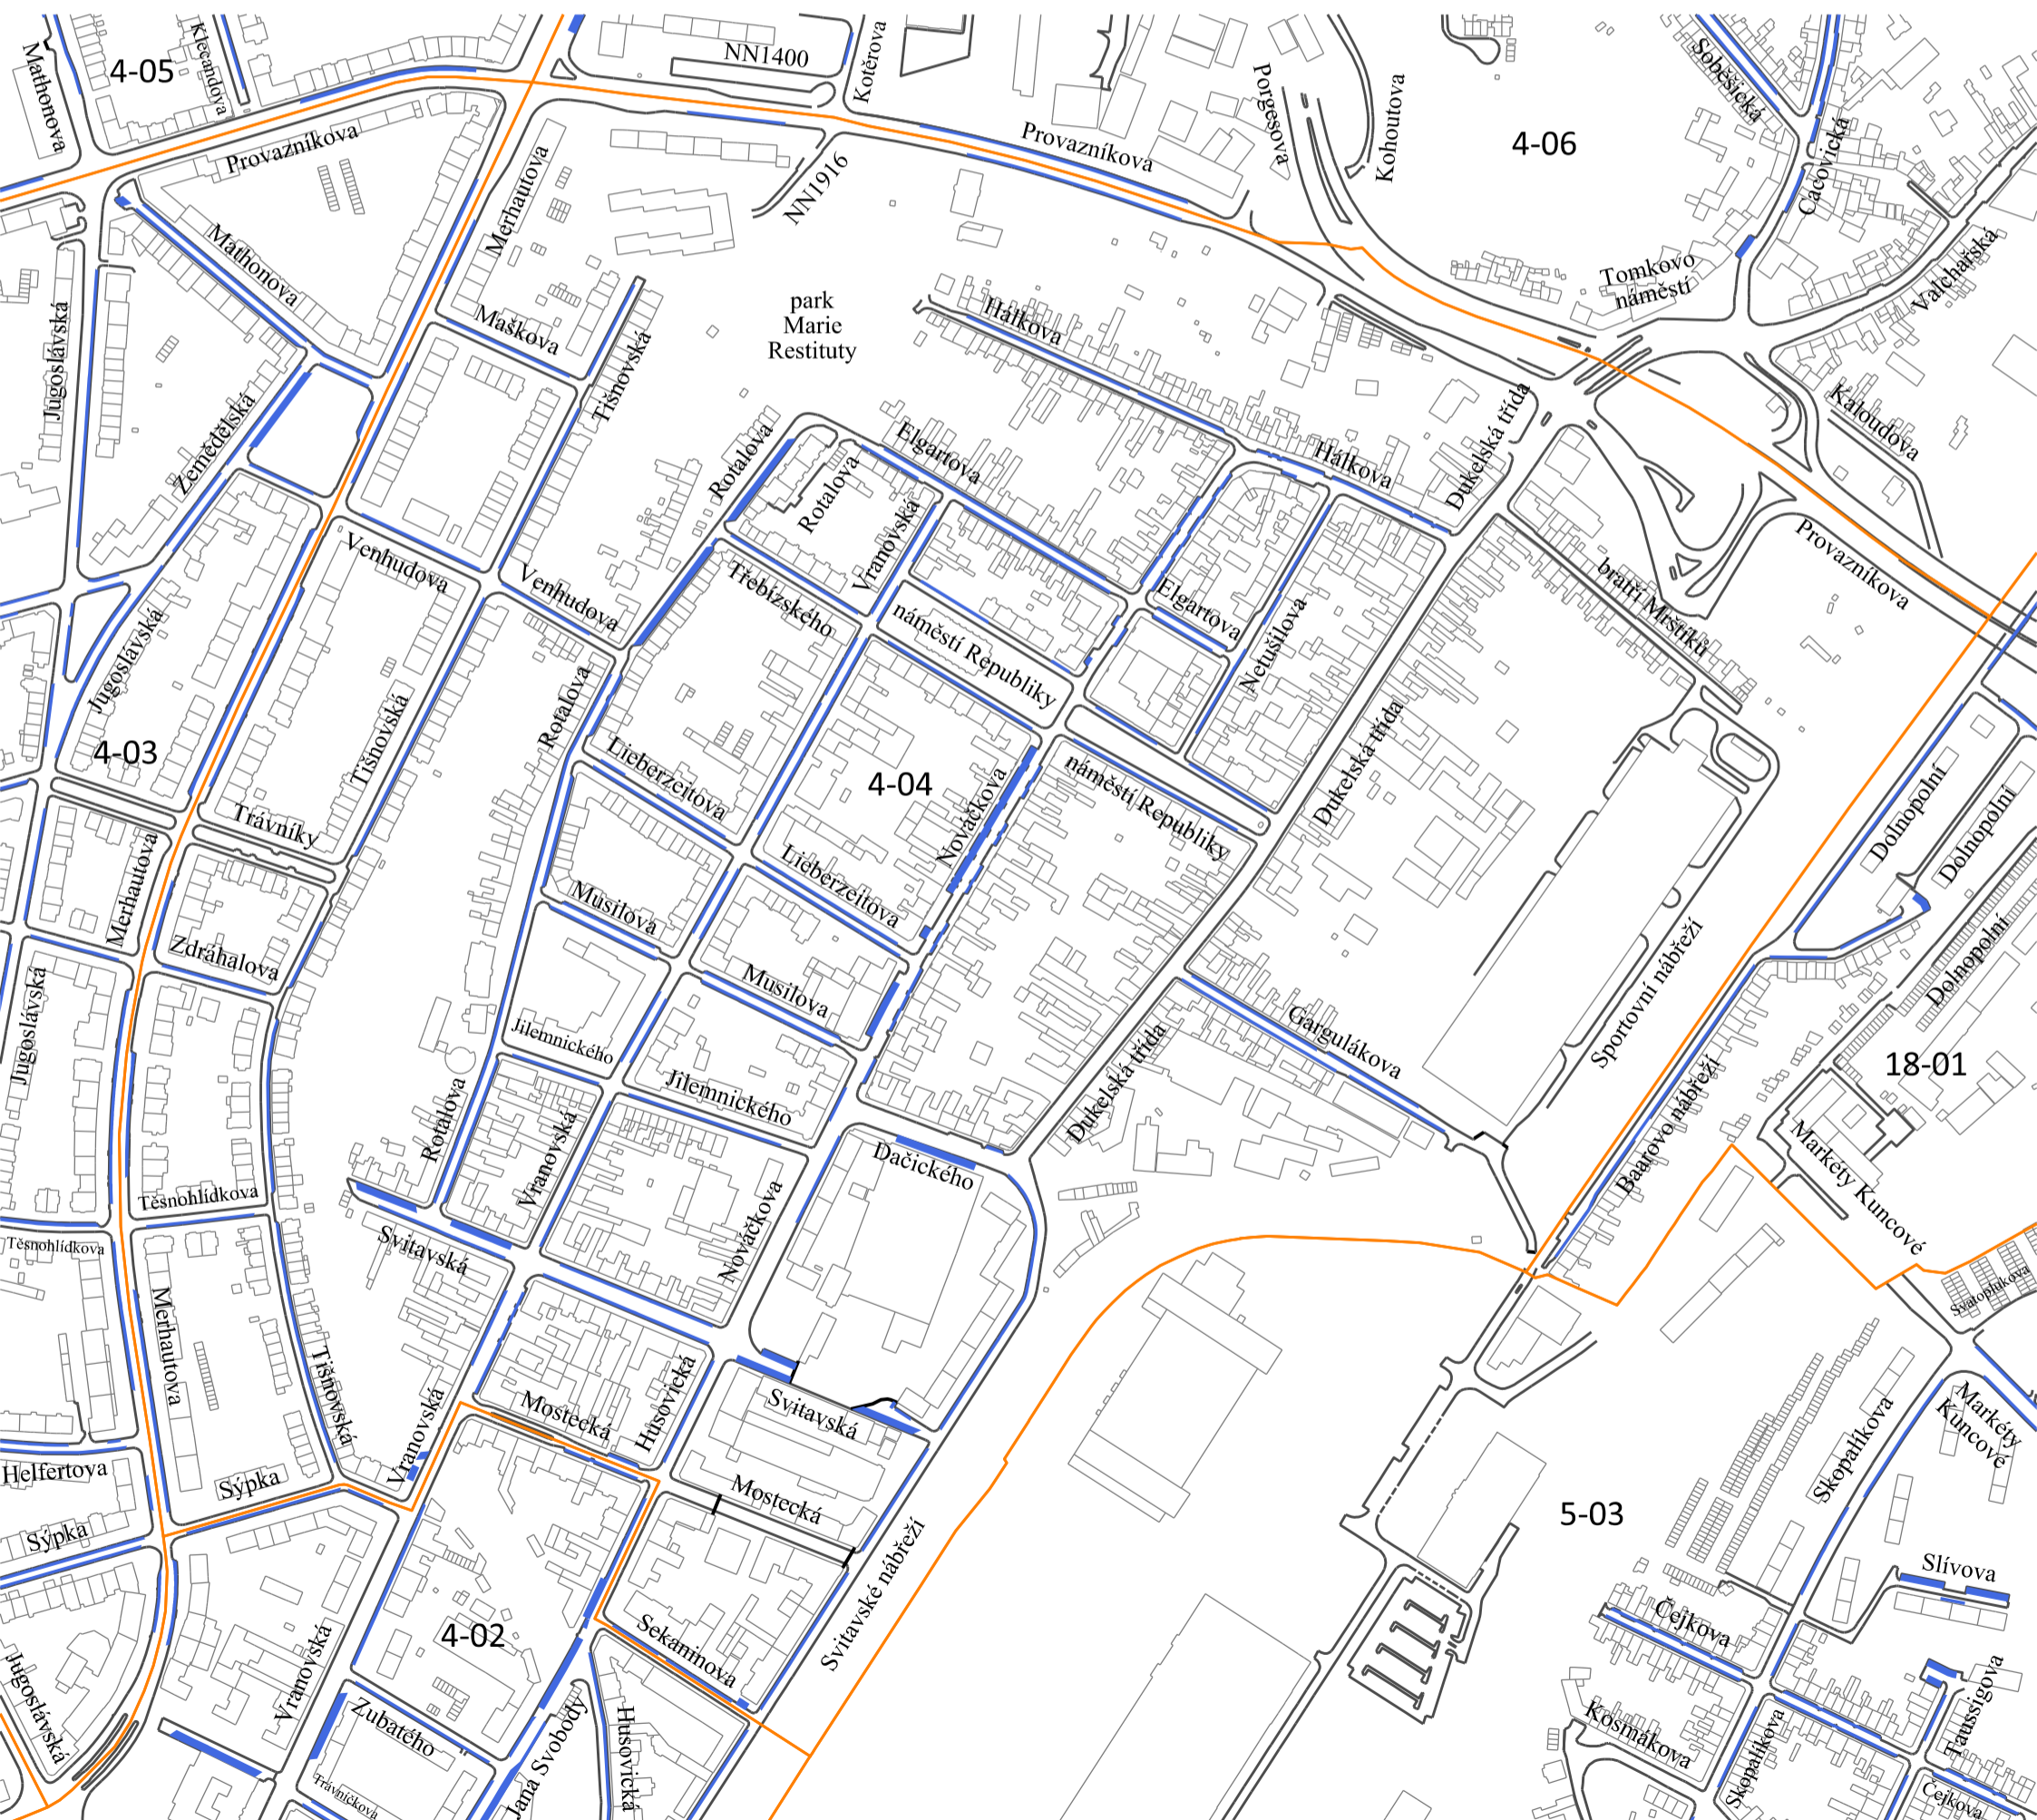 Mathonova
4-05
Klecandova
NN1400
Kotěrova
Porgesova
Kohoutova
4-06
Soběšická
Cacovická
Provazníkova
Provazníkova
Merhautova
NN1916
Mathonova
Tomkovo
náměstí
Valchařská
Jugoslávská
Maškova
Tišnovská
park
Marie
Restituty
Hálkova
Zemědělská
Rotalova
Rotalova
Elgartova
Hálkova
Dukelská třída
Kaloudova
Venhudova
Venhudova
Třebízského
Vranovská
náměstí Republiky
Elgartova
Netušilova
bratří Mrštíků
Provazníkova
Jugoslávská
4-03
Tišnovská
Rotalova
Lieberzeitova
4-04
Nováčkova
náměstí Republiky
Dukelská třída
Dolnopolní
Dolnopolní
Trávníky
Merhautova
Lieberzeitova
Zdráhalova
Musilova
Musilova
Dolnopolní
Jugoslávská
Jilemnického
Jilemnického
Gargulákova
Sportovní nábřeží
18-01
Rotalova
Vranovská
Dukelská třída
Baarovo nábřeží
Markéty Kuncové
Těsnohlídkova
Těsnohlídkova
Dačického
Nováčkova
Svitavská
Svatoplukova
Merhautova
Tišnovská
Vranovská
Mostecká
Husovická
Svitavská
Markéty
Kuncové
Skopalíkova
Helfertova
Sýpka
Sýpka
Mostecká
5-03
Slívova
Svitavské nábřeží
4-02
Sekaninova
Čejkova
Jugoslávská
Vranovská
Zubatého
Jana Svobody
Husovická
Kosmákova
Skopalíkova
Taussigova
Trávníčkova
Čejkova